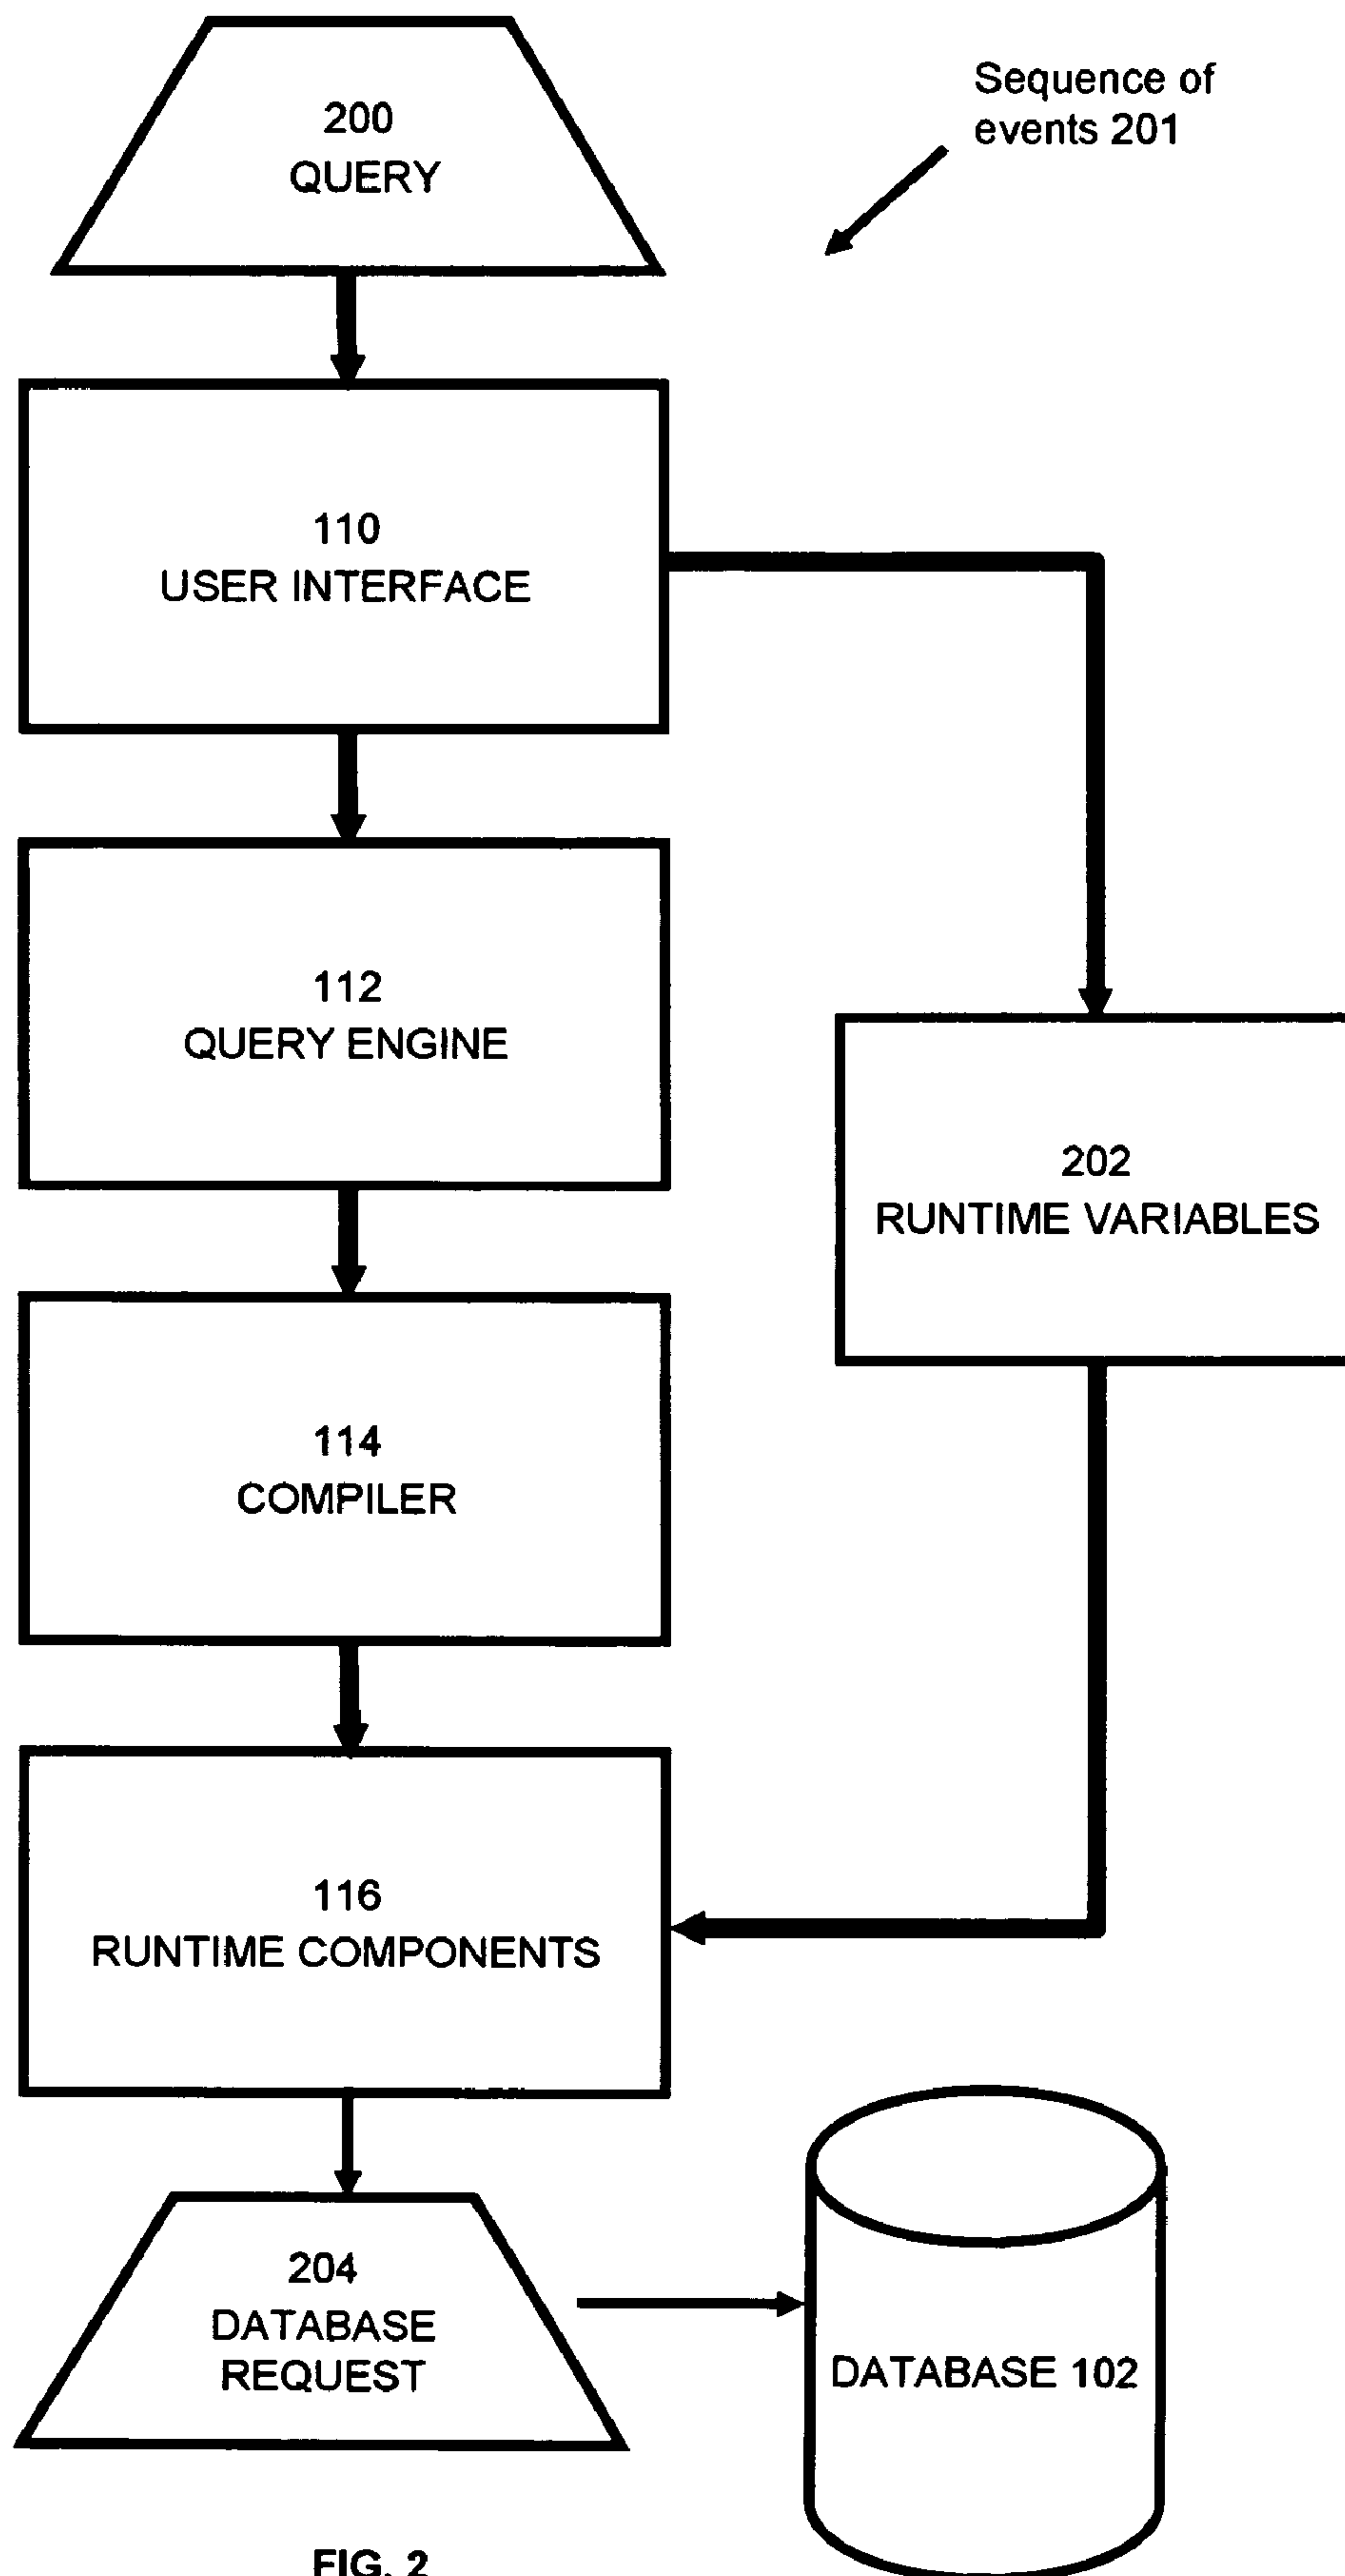 200
QUERY
Sequence of
events 201
110
USER INTERFACE
112
QUERY ENGINE
202
RUNTIME VARIABLES
114
COMPILER
116
RUNTIME COMPONENTS
204
DATABASE
REQUEST
DATABASE 102
FIG. 2